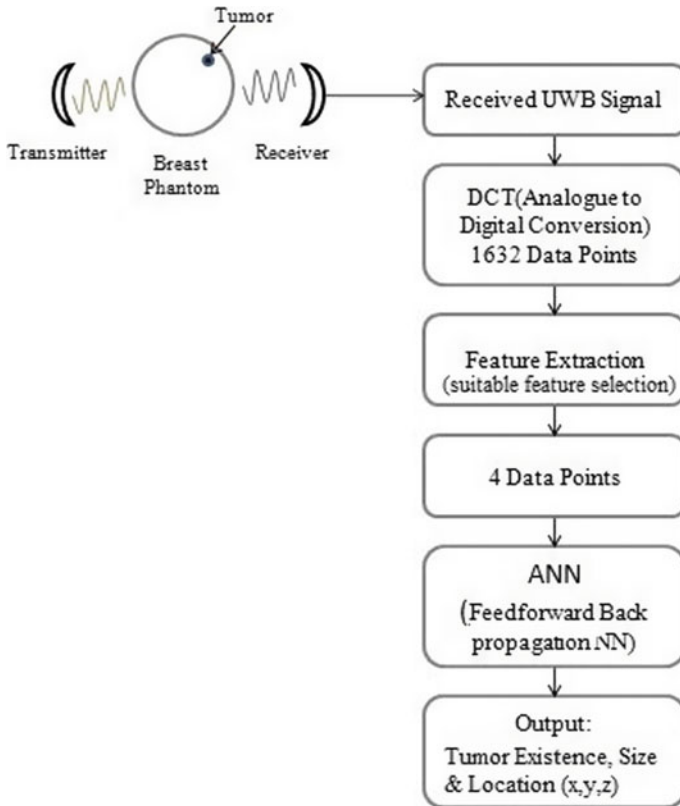 Tumor
Transmitter
Breast
Phantom
Receiver
Received UWB Signal
DCT(Analogue to
Digital Conversion)
1632 Data Points
Feature Extraction
(suitable feature selection)
4 Data Points
ANN
(Feedforward Back
propagation NN)
Output:
Tumor Existence, Size
& Location (x,y,z)